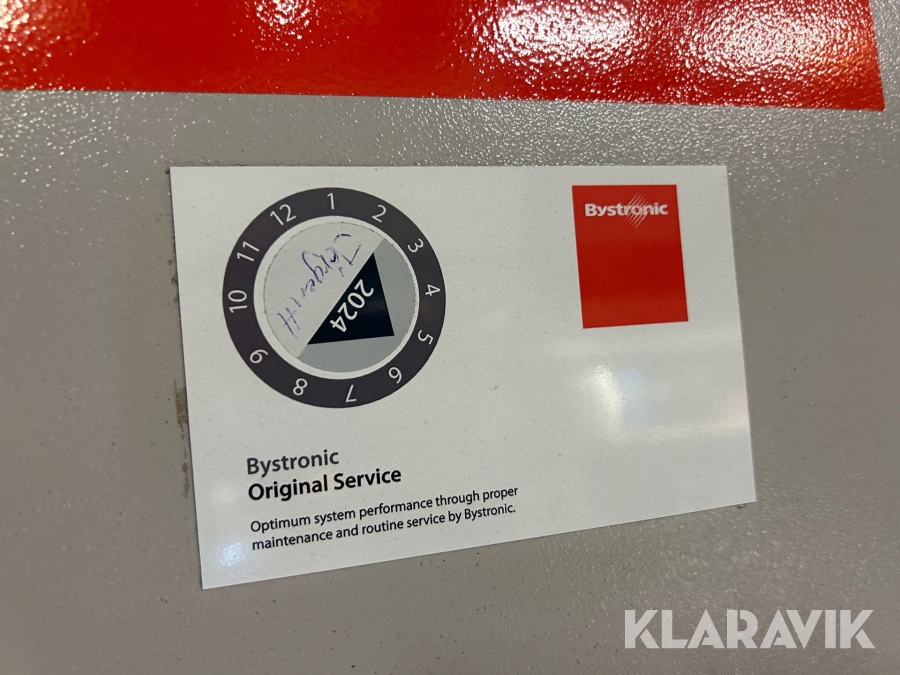 12 1 2 3 4 5 6 7 8 9 10 11
Jörgen H
2024
Bystronic
Bystronic
Original Service
Optimum system performance through proper
maintenance and routine service by Bystronic.
KLARAVIK